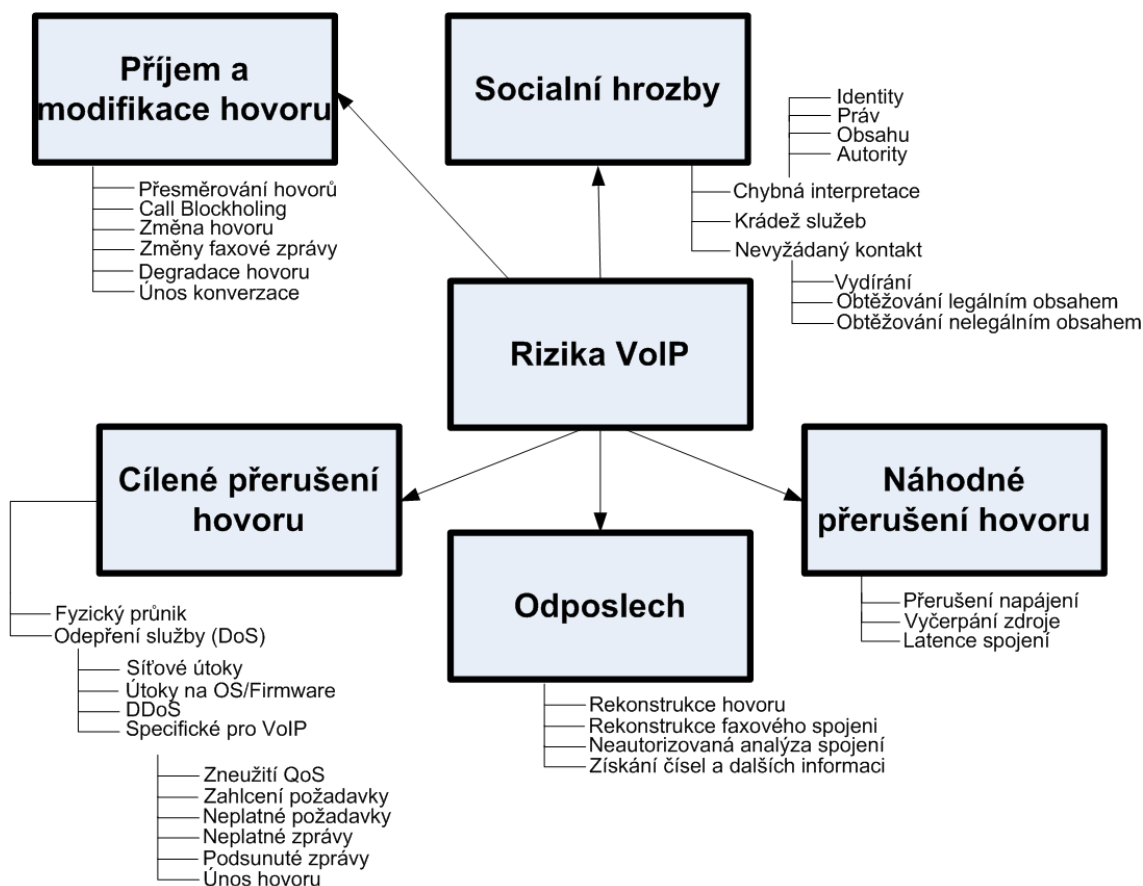 Příjem a
modifikace hovoru
Přesměrování hovorů
Call Blockholing
Změna hovoru
Změny faxové zprávy
Degradace hovoru
Únos konverzace
Socialní hrozby
Identity
Práv
Obsahu
Autority
Chybná interpretace
Krádež služeb
Nevyžádaný kontakt
Vydírání
Obtěžování legálním obsahem
Obtěžování nelegálním obsahem
Rizika VoIP
Cílené přerušení
hovoru
Fyzický průnik
Odepření služby (DoS)
Síťové útoky
Útoky na OS/Firmware
DDoS
Specifické pro VoIP
Zneužití QoS
Zahlcení požadavky
Neplatné požadavky
Neplatné zprávy
Podsunuté zprávy
Únos hovoru
Odposlech
Rekonstrukce hovoru
Rekonstrukce faxového spojeni
Neautorizovaná analýza spojení
Získání čísel a dalších informaci
Náhodné
přerušení hovoru
Přerušení napájení
Vyčerpání zdroje
Latence spojení